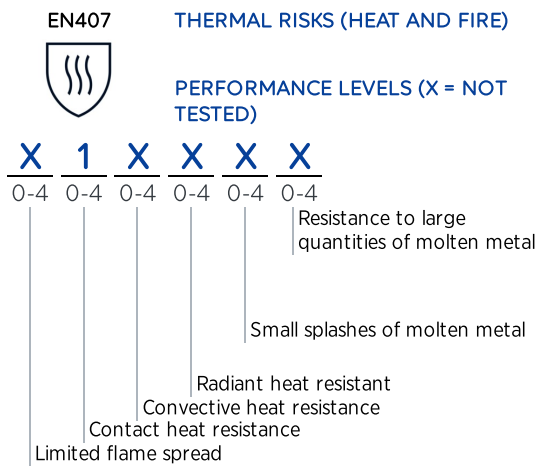 EN407
THERMAL RISKS (HEAT AND FIRE)
PERFORMANCE LEVELS (X = NOT
TESTED)
X 1 X X X X
0-4 0-4 0-4 0-4 0-4 0-4
Resistance to large
quantities of molten metal
Small splashes of molten metal
Radiant heat resistant
Convective heat resistance
Contact heat resistance
Limited flame spread